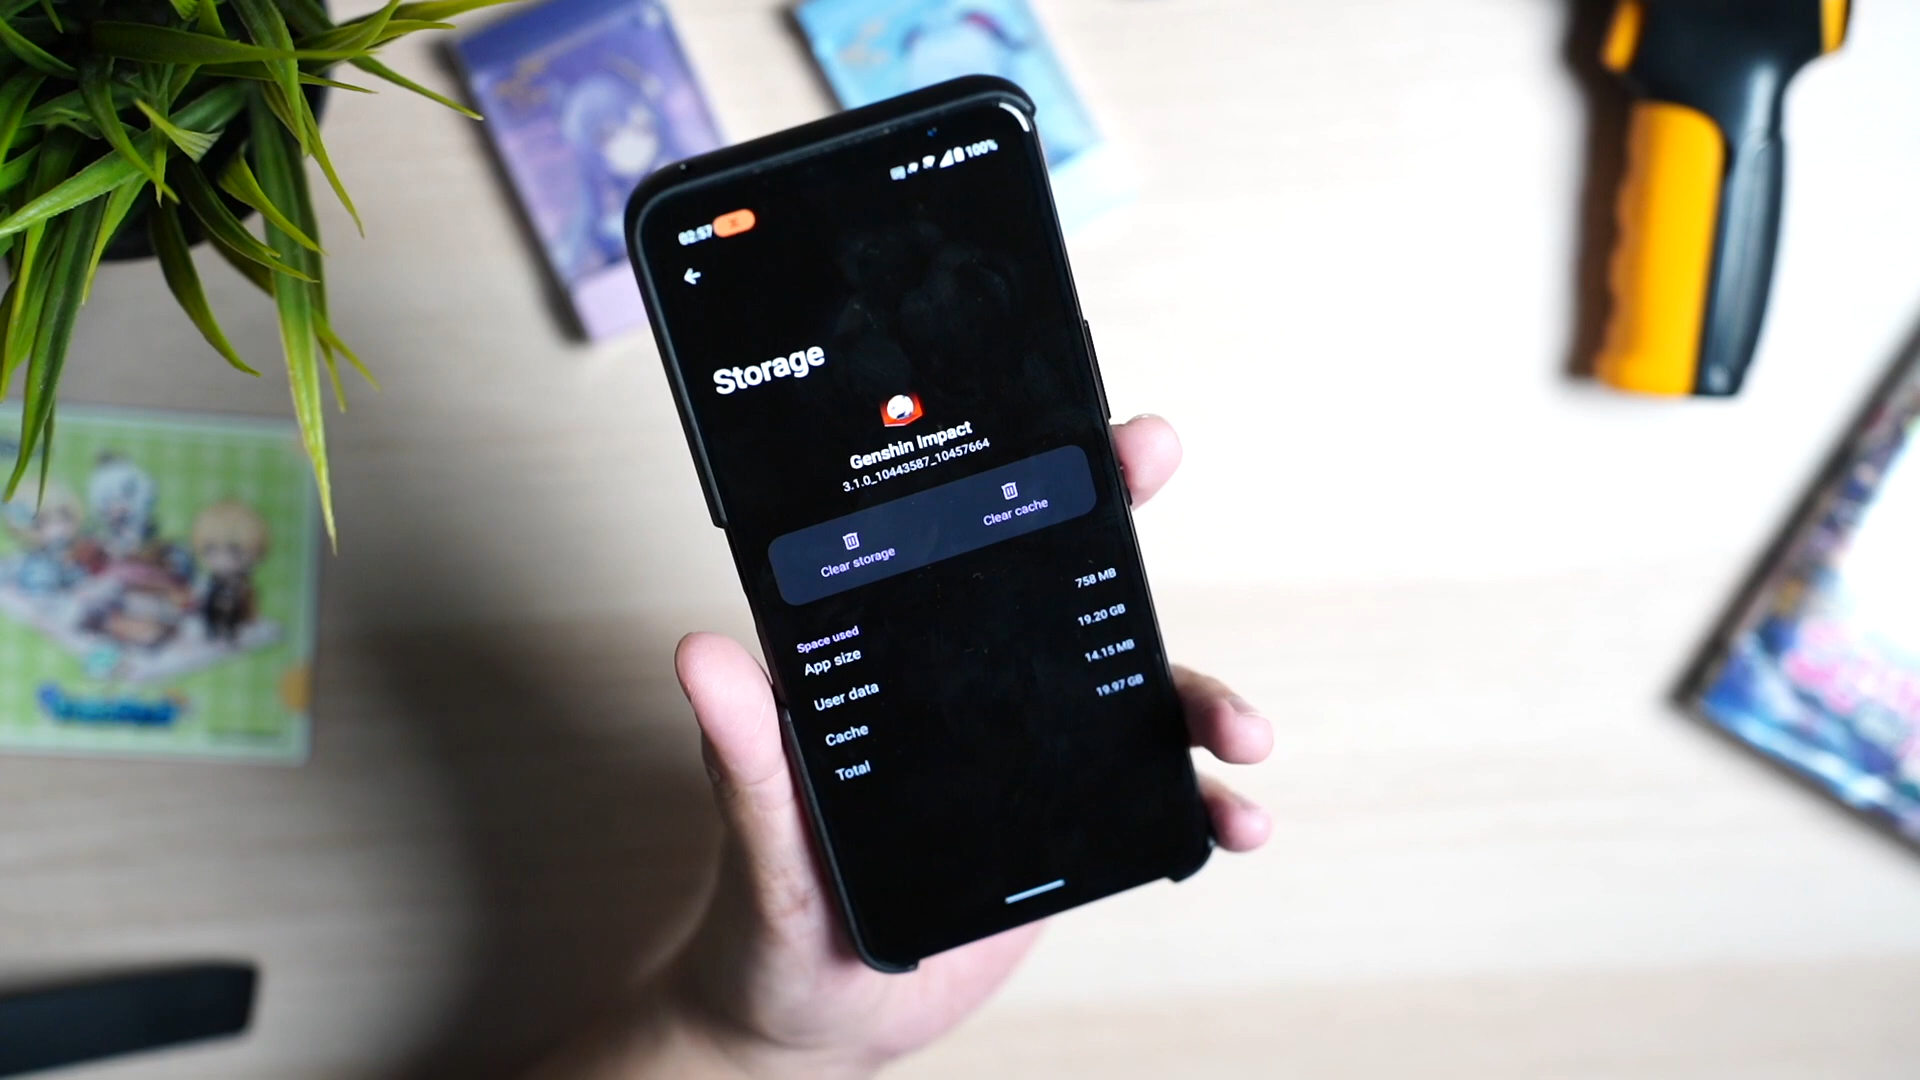 02:57
100%
Storage
Genshin Impact
3.1.0_10443587_10457664
Clear storage
Clear cache
Space used
App size
758 MB
User data
19.20 GB
Cache
14.15 MB
Total
19.97 GB